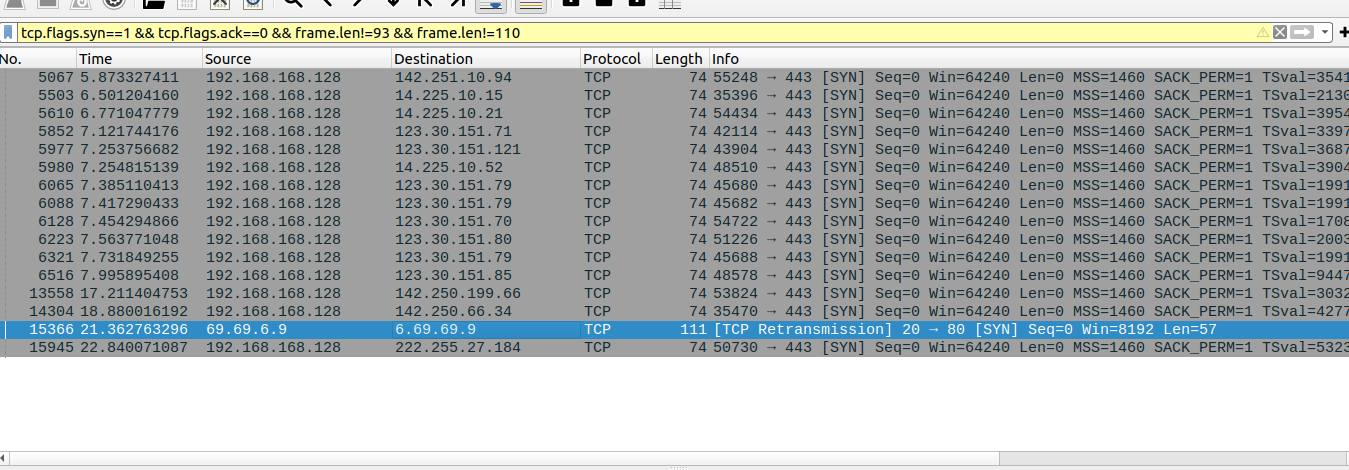 tcp.flags.syn==1 && tcp.flags.ack==0 && frame.len!=93 && frame.len!=110
No. Time Source Destination Protocol Length Info
5067 5.873327411 192.168.168.128 142.251.10.94 TCP 74 55248 → 443 [SYN] Seq=0 Win=64240 Len=0 MSS=1460 SACK_PERM=1 TSval=3541
5503 6.501204160 192.168.168.128 14.225.10.15 TCP 74 35396 → 443 [SYN] Seq=0 Win=64240 Len=0 MSS=1460 SACK_PERM=1 TSval=2130
5610 6.771047779 192.168.168.128 14.225.10.21 TCP 74 54434 → 443 [SYN] Seq=0 Win=64240 Len=0 MSS=1460 SACK_PERM=1 TSval=3954
5852 7.121744176 192.168.168.128 123.30.151.71 TCP 74 42114 → 443 [SYN] Seq=0 Win=64240 Len=0 MSS=1460 SACK_PERM=1 TSval=3397
5977 7.253756682 192.168.168.128 123.30.151.121 TCP 74 43904 → 443 [SYN] Seq=0 Win=64240 Len=0 MSS=1460 SACK_PERM=1 TSval=3687
5980 7.254815139 192.168.168.128 14.225.10.52 TCP 74 48510 → 443 [SYN] Seq=0 Win=64240 Len=0 MSS=1460 SACK_PERM=1 TSval=3904
6065 7.385110413 192.168.168.128 123.30.151.79 TCP 74 45680 → 443 [SYN] Seq=0 Win=64240 Len=0 MSS=1460 SACK_PERM=1 TSval=1991
6088 7.417290433 192.168.168.128 123.30.151.79 TCP 74 45682 → 443 [SYN] Seq=0 Win=64240 Len=0 MSS=1460 SACK_PERM=1 TSval=1991
6128 7.454294866 192.168.168.128 123.30.151.70 TCP 74 54722 → 443 [SYN] Seq=0 Win=64240 Len=0 MSS=1460 SACK_PERM=1 TSval=1708
6223 7.563771048 192.168.168.128 123.30.151.80 TCP 74 51226 → 443 [SYN] Seq=0 Win=64240 Len=0 MSS=1460 SACK_PERM=1 TSval=2003
6321 7.731849255 192.168.168.128 123.30.151.79 TCP 74 45688 → 443 [SYN] Seq=0 Win=64240 Len=0 MSS=1460 SACK_PERM=1 TSval=1991
6516 7.995895408 192.168.168.128 123.30.151.85 TCP 74 48578 → 443 [SYN] Seq=0 Win=64240 Len=0 MSS=1460 SACK_PERM=1 TSval=9447
13558 17.211404753 192.168.168.128 142.250.199.66 TCP 74 53824 → 443 [SYN] Seq=0 Win=64240 Len=0 MSS=1460 SACK_PERM=1 TSval=3032
14304 18.880016192 192.168.168.128 142.250.66.34 TCP 74 35470 → 443 [SYN] Seq=0 Win=64240 Len=0 MSS=1460 SACK_PERM=1 TSval=4277
15366 21.362763296 69.69.6.9 6.69.69.9 TCP 111 [TCP Retransmission] 20 → 80 [SYN] Seq=0 Win=8192 Len=57
15945 22.840071087 192.168.168.128 222.255.27.184 TCP 74 50730 → 443 [SYN] Seq=0 Win=64240 Len=0 MSS=1460 SACK_PERM=1 TSval=5323